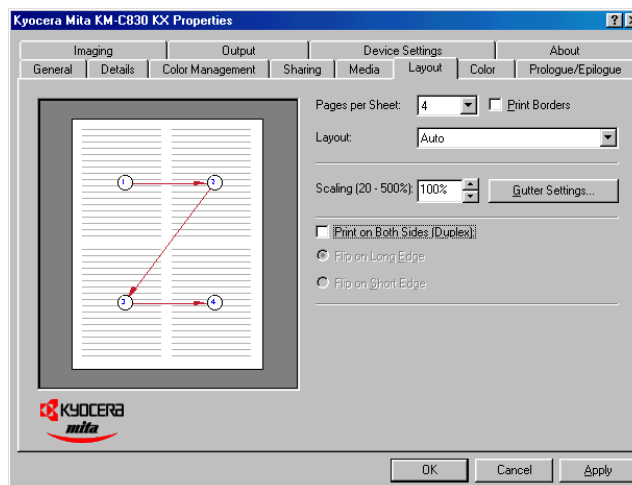 Kyocera Mita KM-C830 KX Properties
Imaging Output Device Settings About
General Details Color Management Sharing Media Layout Color Prologue/Epilogue
Pages per Sheet: 4 Print Borders
Layout: Auto
Scaling (20 - 500%): 100% Gutter Settings...
Print on Both Sides (Duplex)
Flip on Long Edge
Flip on Short Edge
1 2
3 4
KYOCERA
mita
OK Cancel Apply